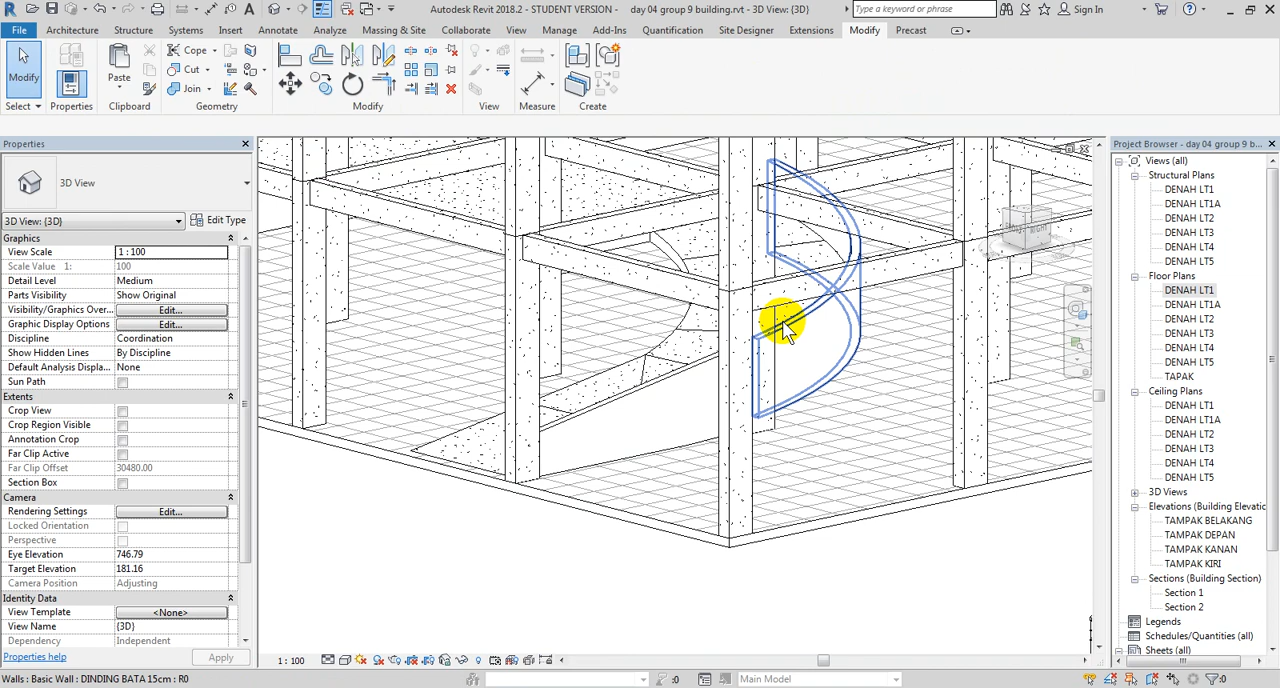 Autodesk Revit 2018.2 - STUDENT VERSION - day 04 group 9 building.rvt - 3D View: {3D}
Type a keyword or phrase
Sign In
File Architecture Structure Systems Insert Annotate Analyze Massing & Site Collaborate View Manage Add-Ins Quantification Site Designer Extensions Modify Precast
Modify
Paste
Cope
Cut
Join
Select Properties Clipboard Geometry Modify View Measure Create
Properties
3D View
3D View: {3D}
Edit Type
Graphics
View Scale 1 : 100
Scale Value 1: 100
Detail Level Medium
Parts Visibility Show Original
Visibility/Graphics Over... Edit...
Graphic Display Options Edit...
Discipline Coordination
Show Hidden Lines By Discipline
Default Analysis Displa... None
Sun Path
Extents
Crop View
Crop Region Visible
Annotation Crop
Far Clip Active
Far Clip Offset 30480.00
Section Box
Camera
Rendering Settings Edit...
Locked Orientation
Perspective
Eye Elevation 746.79
Target Elevation 181.16
Camera Position Adjusting
Identity Data
View Template <None>
View Name {3D}
Dependency Independent
Properties help
Apply
RIGHT
Project Browser - day 04 group 9 b...
Views (all)
Structural Plans
DENAH LT1
DENAH LT1A
DENAH LT2
DENAH LT3
DENAH LT4
DENAH LT5
Floor Plans
DENAH LT1
DENAH LT1A
DENAH LT2
DENAH LT3
DENAH LT4
DENAH LT5
TAPAK
Ceiling Plans
DENAH LT1
DENAH LT1A
DENAH LT2
DENAH LT3
DENAH LT4
DENAH LT5
3D Views
Elevations (Building Elevatic
TAMPAK BELAKANG
TAMPAK DEPAN
TAMPAK KANAN
TAMPAK KIRI
Sections (Building Section)
Section 1
Section 2
Legends
Schedules/Quantities (all)
Sheets (all)
1 : 100
Walls : Basic Wall : DINDING BATA 15cm : R0
:0
Main Model
:0